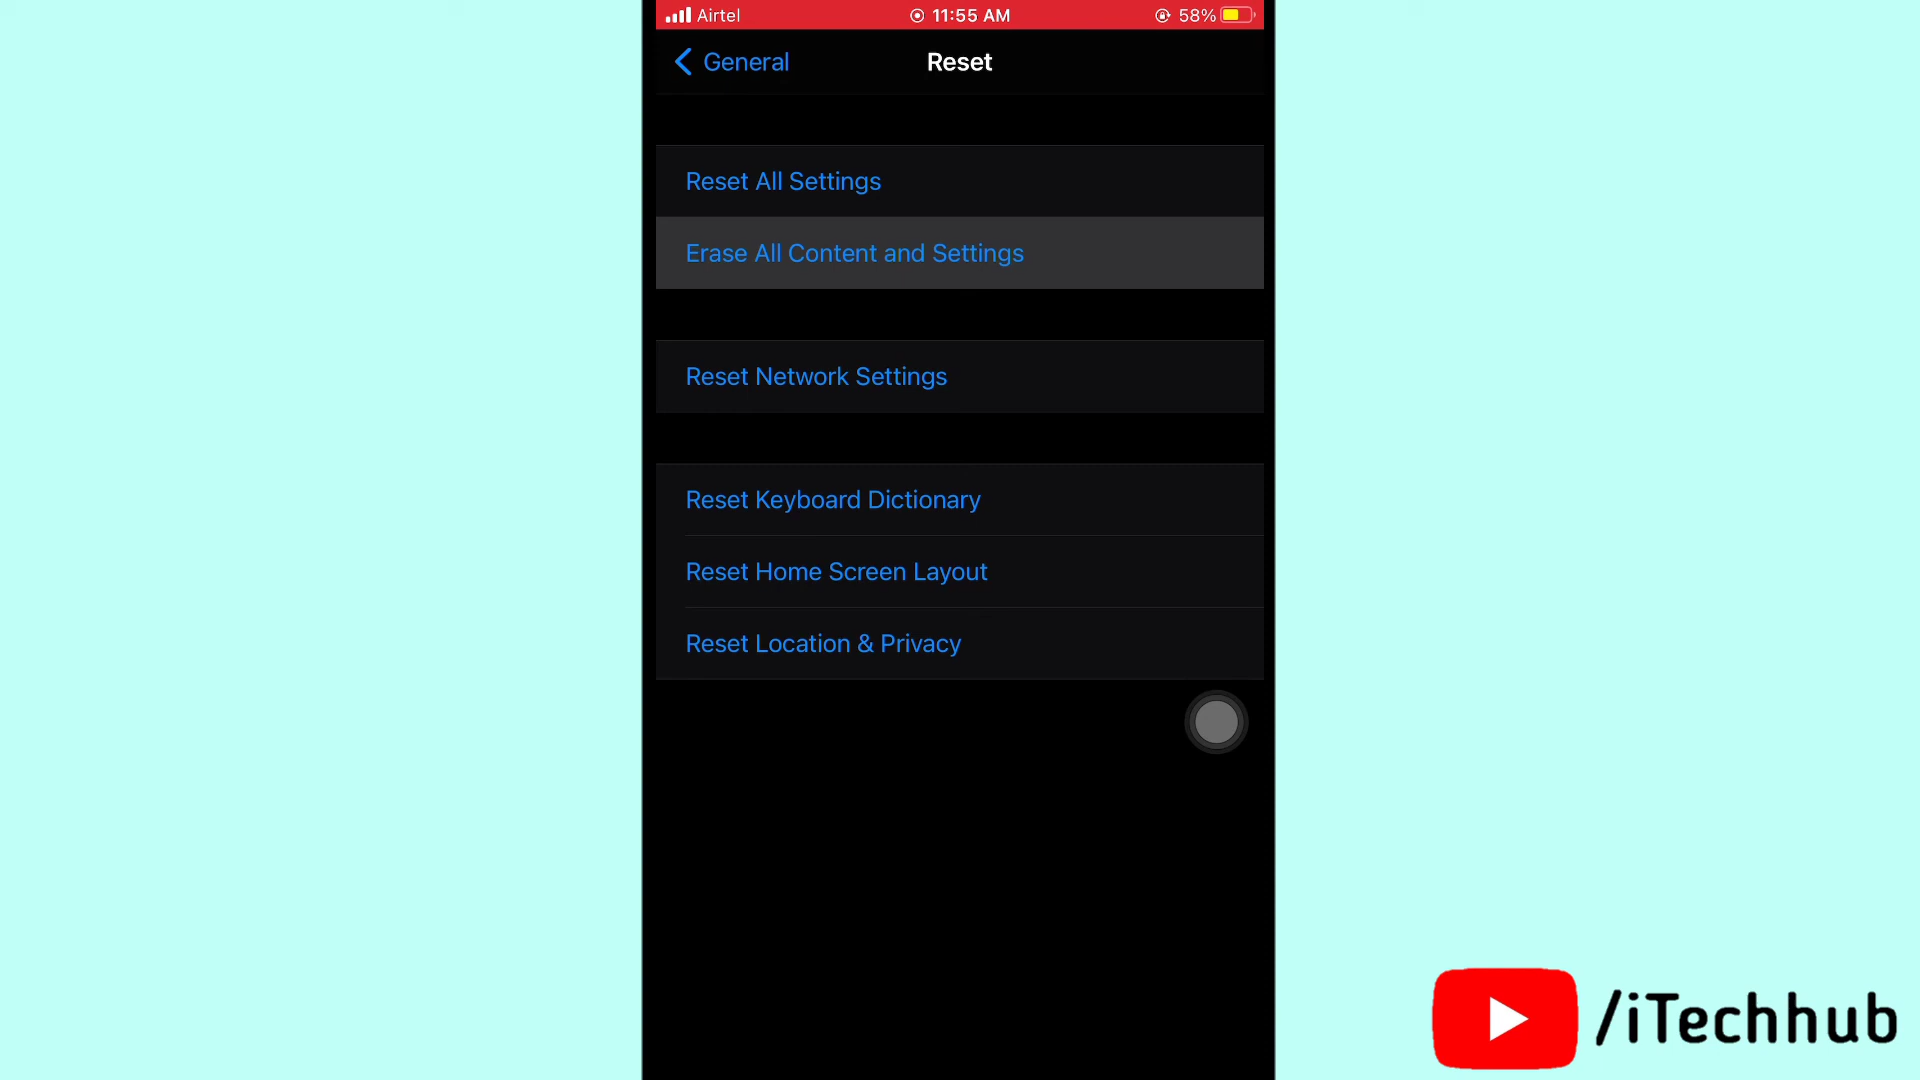 Airtel 11:55 AM 58%
General Reset
Reset All Settings
Erase All Content and Settings
Reset Network Settings
Reset Keyboard Dictionary
Reset Home Screen Layout
Reset Location & Privacy
/iTechhub